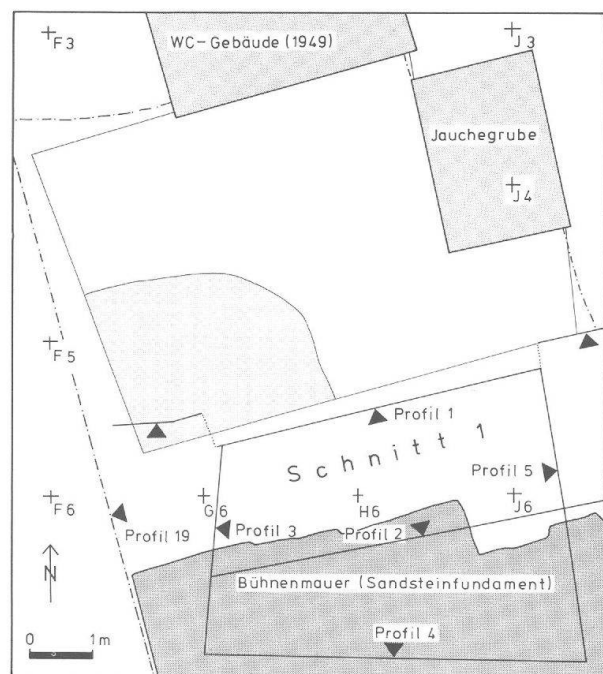 F3
WC-Gebäude (1949)
J3
Jauchegrube
J4
F5
Profil 1
Schnitt 1
Profil 5
F6
G6
H6
J6
Profil 19
Profil 3
Profil 2
N
Bühnenmauer (Sandsteinfundament)
Profil 4
0 1m